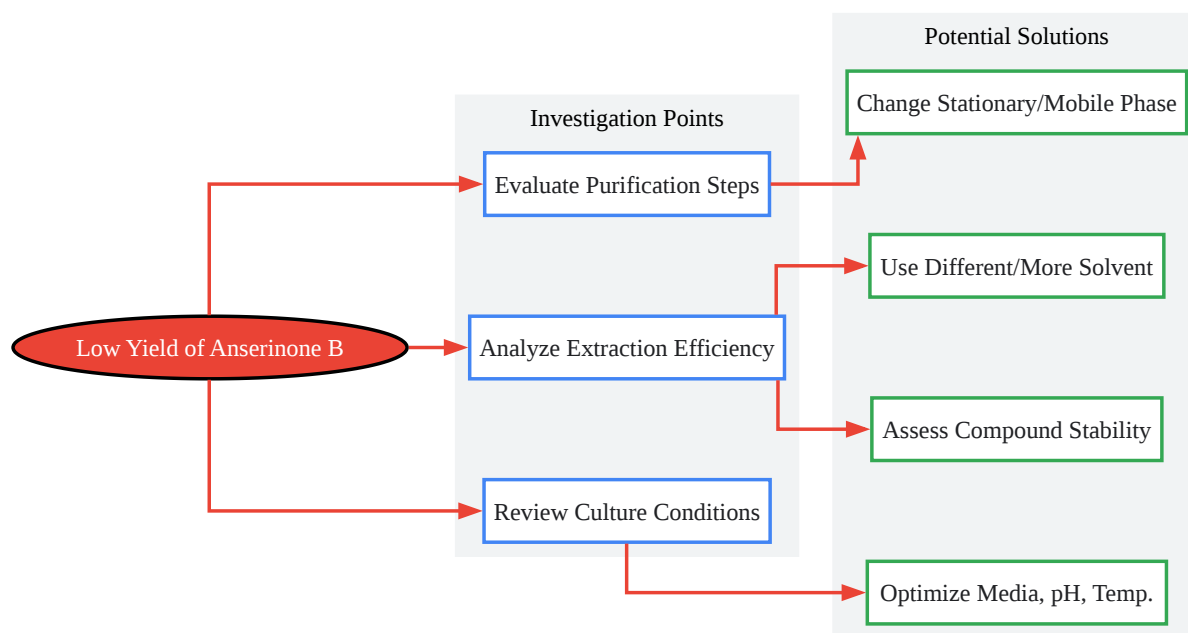 Potential Solutions
Change Stationary/Mobile Phase
Investigation Points
Evaluate Purification Steps
Use Different/More Solvent
Low Yield of Anserinone B
Analyze Extraction Efficiency
Assess Compound Stability
Review Culture Conditions
Optimize Media, pH, Temp.